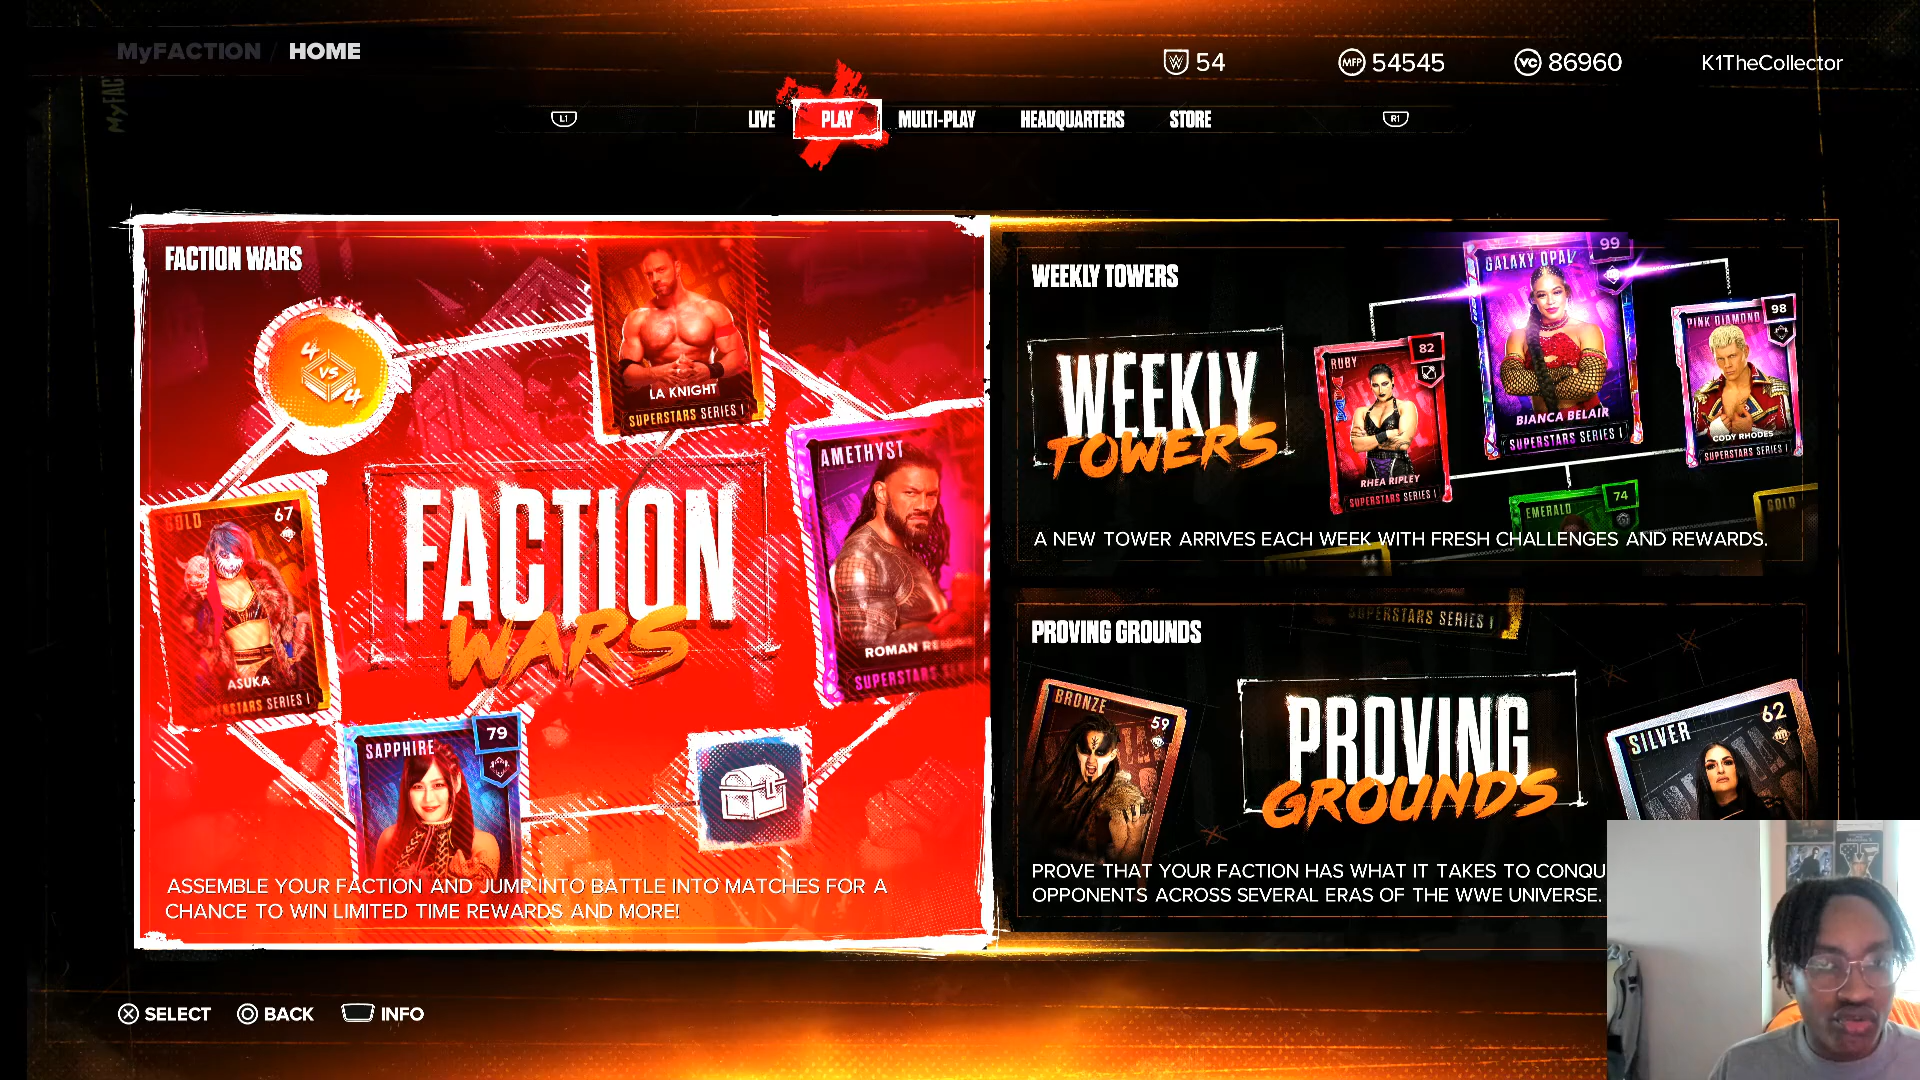 MyFACTION / HOME
54
MFP 54545
VC 86960
K1TheCollector
L1
LIVE
PLAY
MULTI-PLAY
HEADQUARTERS
STORE
R1
FACTION WARS
4 VS 4
LA KNIGHT
SUPERSTARS SERIES I
AMETHYST
ROMAN
GOLD
67
ASUKA
SUPERSTARS SERIES I
FACTION
WARS
SAPPHIRE
79
ASSEMBLE YOUR FACTION AND JUMP INTO BATTLE INTO MATCHES FOR A
CHANCE TO WIN LIMITED TIME REWARDS AND MORE!
WEEKLY TOWERS
WEEKLY
TOWERS
RUBY
82
RHEA RIPLEY
SUPERSTARS SERIES I
GALAXY OPAL
99
BIANCA BELAIR
SUPERSTARS SERIES I
PINK DIAMOND
98
CODY RHODES
SUPERSTARS SERIES I
EMERALD
74
GOLD
A NEW TOWER ARRIVES EACH WEEK WITH FRESH CHALLENGES AND REWARDS.
SUPERSTARS SERIES I
PROVING GROUNDS
BRONZE
59
PROVING
GROUNDS
SILVER
62
PROVE THAT YOUR FACTION HAS WHAT IT TAKES TO CONQU
OPPONENTS ACROSS SEVERAL ERAS OF THE WWE UNIVERSE.
SELECT
BACK
INFO